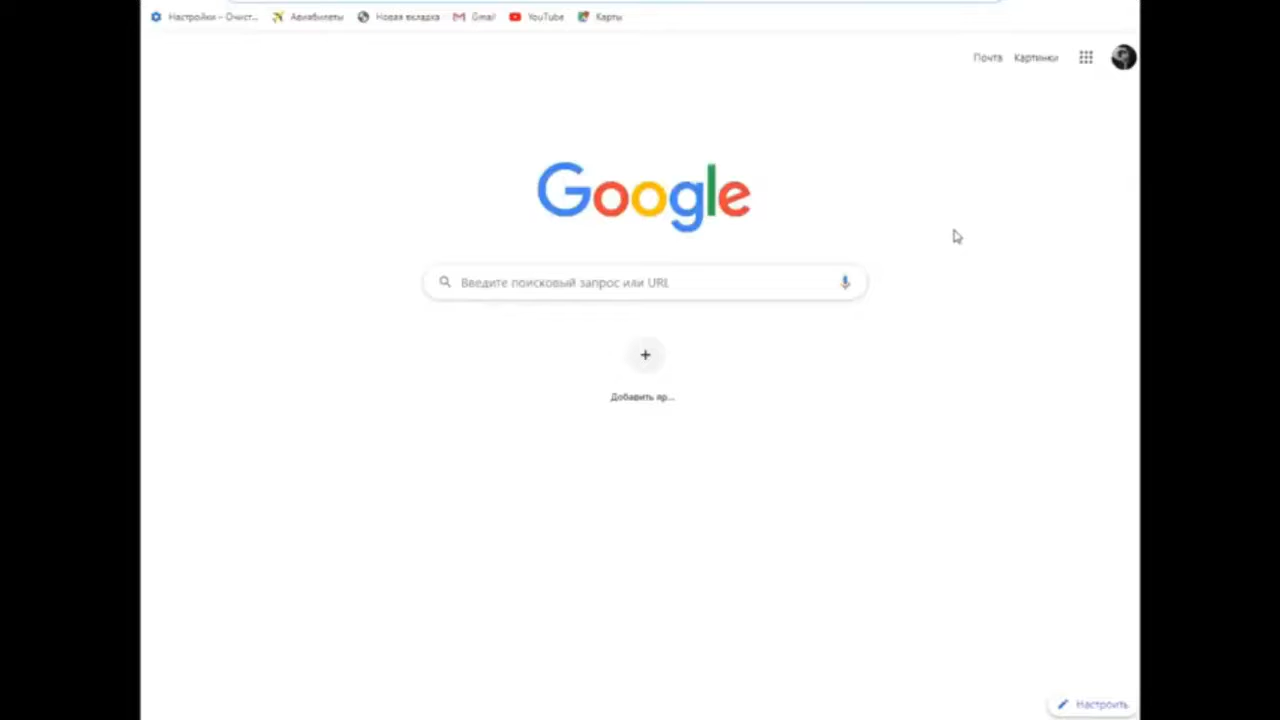 Настройки – Очист... Авиабилеты Новая вкладка Gmail YouTube Карты
Почта Картинки
Google
Введите поисковый запрос или URL
+
Добавить яр...
Настроить